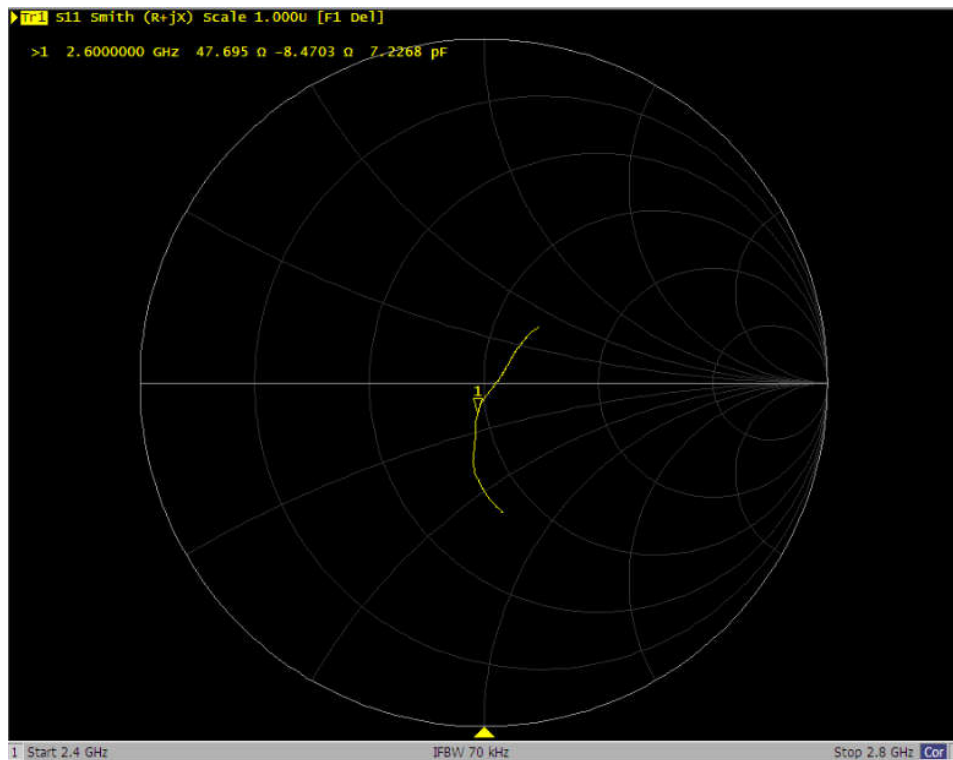 Tr1 S11 Smith (R+jX) Scale 1.000U [F1 Del]
>1 2.6000000 GHz 47.695 Ω -8.4703 Ω 7.2268 pF
1
1 Start 2.4 GHz IFBW 70 kHz Stop 2.8 GHz Cor